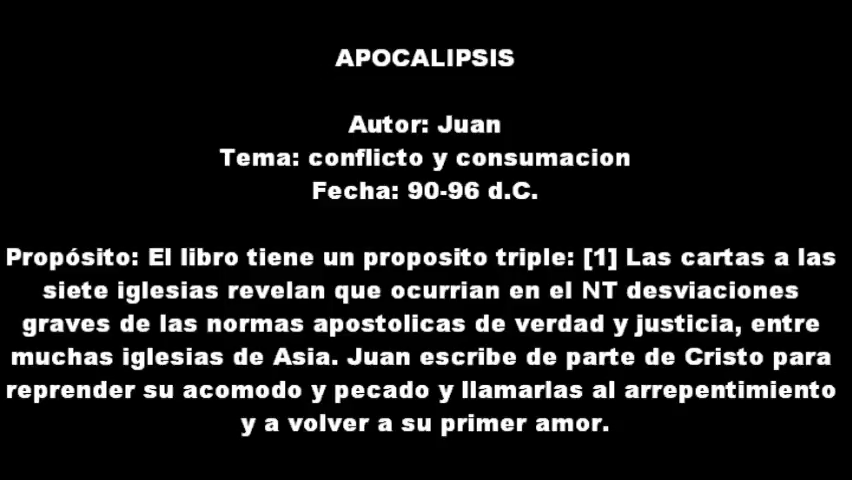 APOCALIPSIS
Autor: Juan
Tema: conflicto y consumacion
Fecha: 90-96 d.C.
Propósito: El libro tiene un proposito triple: [1] Las cartas a las
siete iglesias revelan que ocurrian en el NT desviaciones
graves de las normas apostolicas de verdad y justicia, entre
muchas iglesias de Asia. Juan escribe de parte de Cristo para
reprender su acomodo y pecado y llamarlas al arrepentimiento
y a volver a su primer amor.